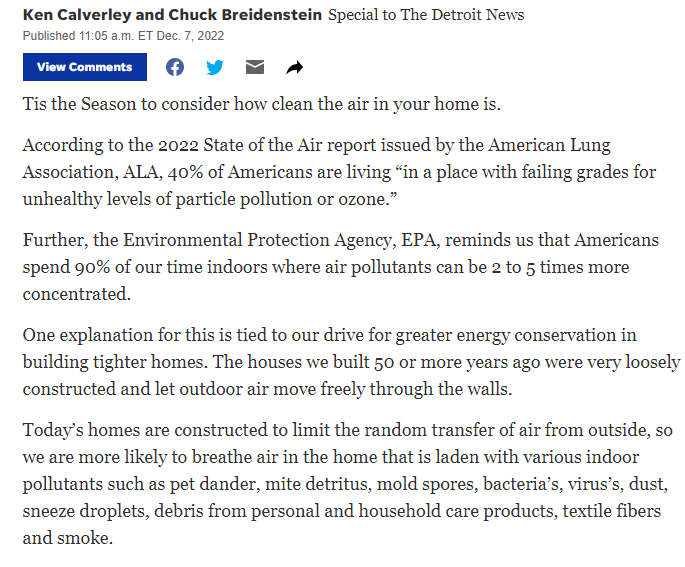 Ken Calverley and Chuck Breidenstein Special to The Detroit News
Published 11:05 a.m. ET Dec. 7, 2022
View Comments
Tis the Season to consider how clean the air in your home is.
According to the 2022 State of the Air report issued by the American Lung
Association, ALA, 40% of Americans are living “in a place with failing grades for
unhealthy levels of particle pollution or ozone.”
Further, the Environmental Protection Agency, EPA, reminds us that Americans
spend 90% of our time indoors where air pollutants can be 2 to 5 times more
concentrated.
One explanation for this is tied to our drive for greater energy conservation in
building tighter homes. The houses we built 50 or more years ago were very loosely
constructed and let outdoor air move freely through the walls.
Today’s homes are constructed to limit the random transfer of air from outside, so
we are more likely to breathe air in the home that is laden with various indoor
pollutants such as pet dander, mite detritus, mold spores, bacteria’s, virus’s, dust,
sneeze droplets, debris from personal and household care products, textile fibers
and smoke.